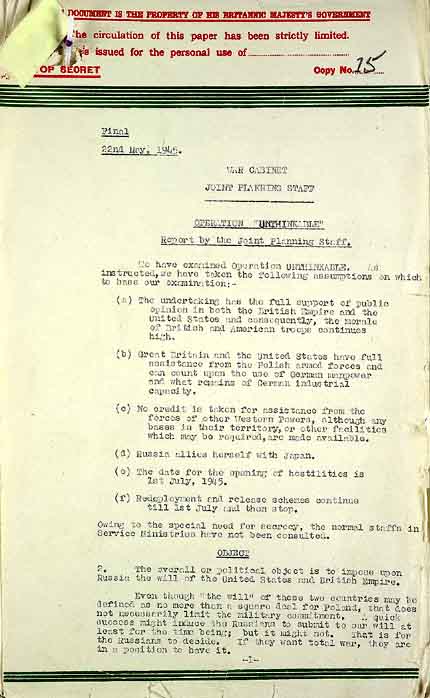 DOCUMENT IS THE PROPERTY OF HIS BRITANNIC MAJESTY'S GOVERNMENT
The circulation of this paper has been strictly limited.
is issued for the personal use of
OP SECRET
Copy No. 25
Final
22nd May, 1945.
WAR CABINET
JOINT PLANNING STAFF
OPERATION "UNTHINKABLE"
Report by the Joint Planning Staff.
We have examined Operation UNTHINKABLE. As
instructed, we have taken the following assumptions on which
to base our examination:-
(a) The undertaking has the full support of public
opinion in both the British Empire and the
United States and consequently, the morale
of British and American troops continues
high.
(b) Great Britain and the United States have full
assistance from the Polish armed forces and
can count upon the use of German manpower
and what remains of German industrial
capacity.
(c) No credit is taken for assistance from the
forces of other Western Powers, although any
bases in their territory, or other facilities
which may be required, are made available.
(d) Russia allies herself with Japan.
(e) The date for the opening of hostilities is
1st July, 1945.
(f) Redeployment and release schemes continue
till 1st July and then stop.
Owing to the special need for secrecy, the normal staffs in
Service Ministries have not been consulted.
OBJECT
2. The overall or political object is to impose upon
Russia the will of the United States and British Empire.
Even though "the will" of these two countries may be
defined as no more than a square deal for Poland, that does
not necessarily limit the military commitment. A quick
success might induce the Russians to submit to our will at
least for the time being; but it might not. That is for
the Russians to decide. If they want total war, they are
in a position to have it.
-1-